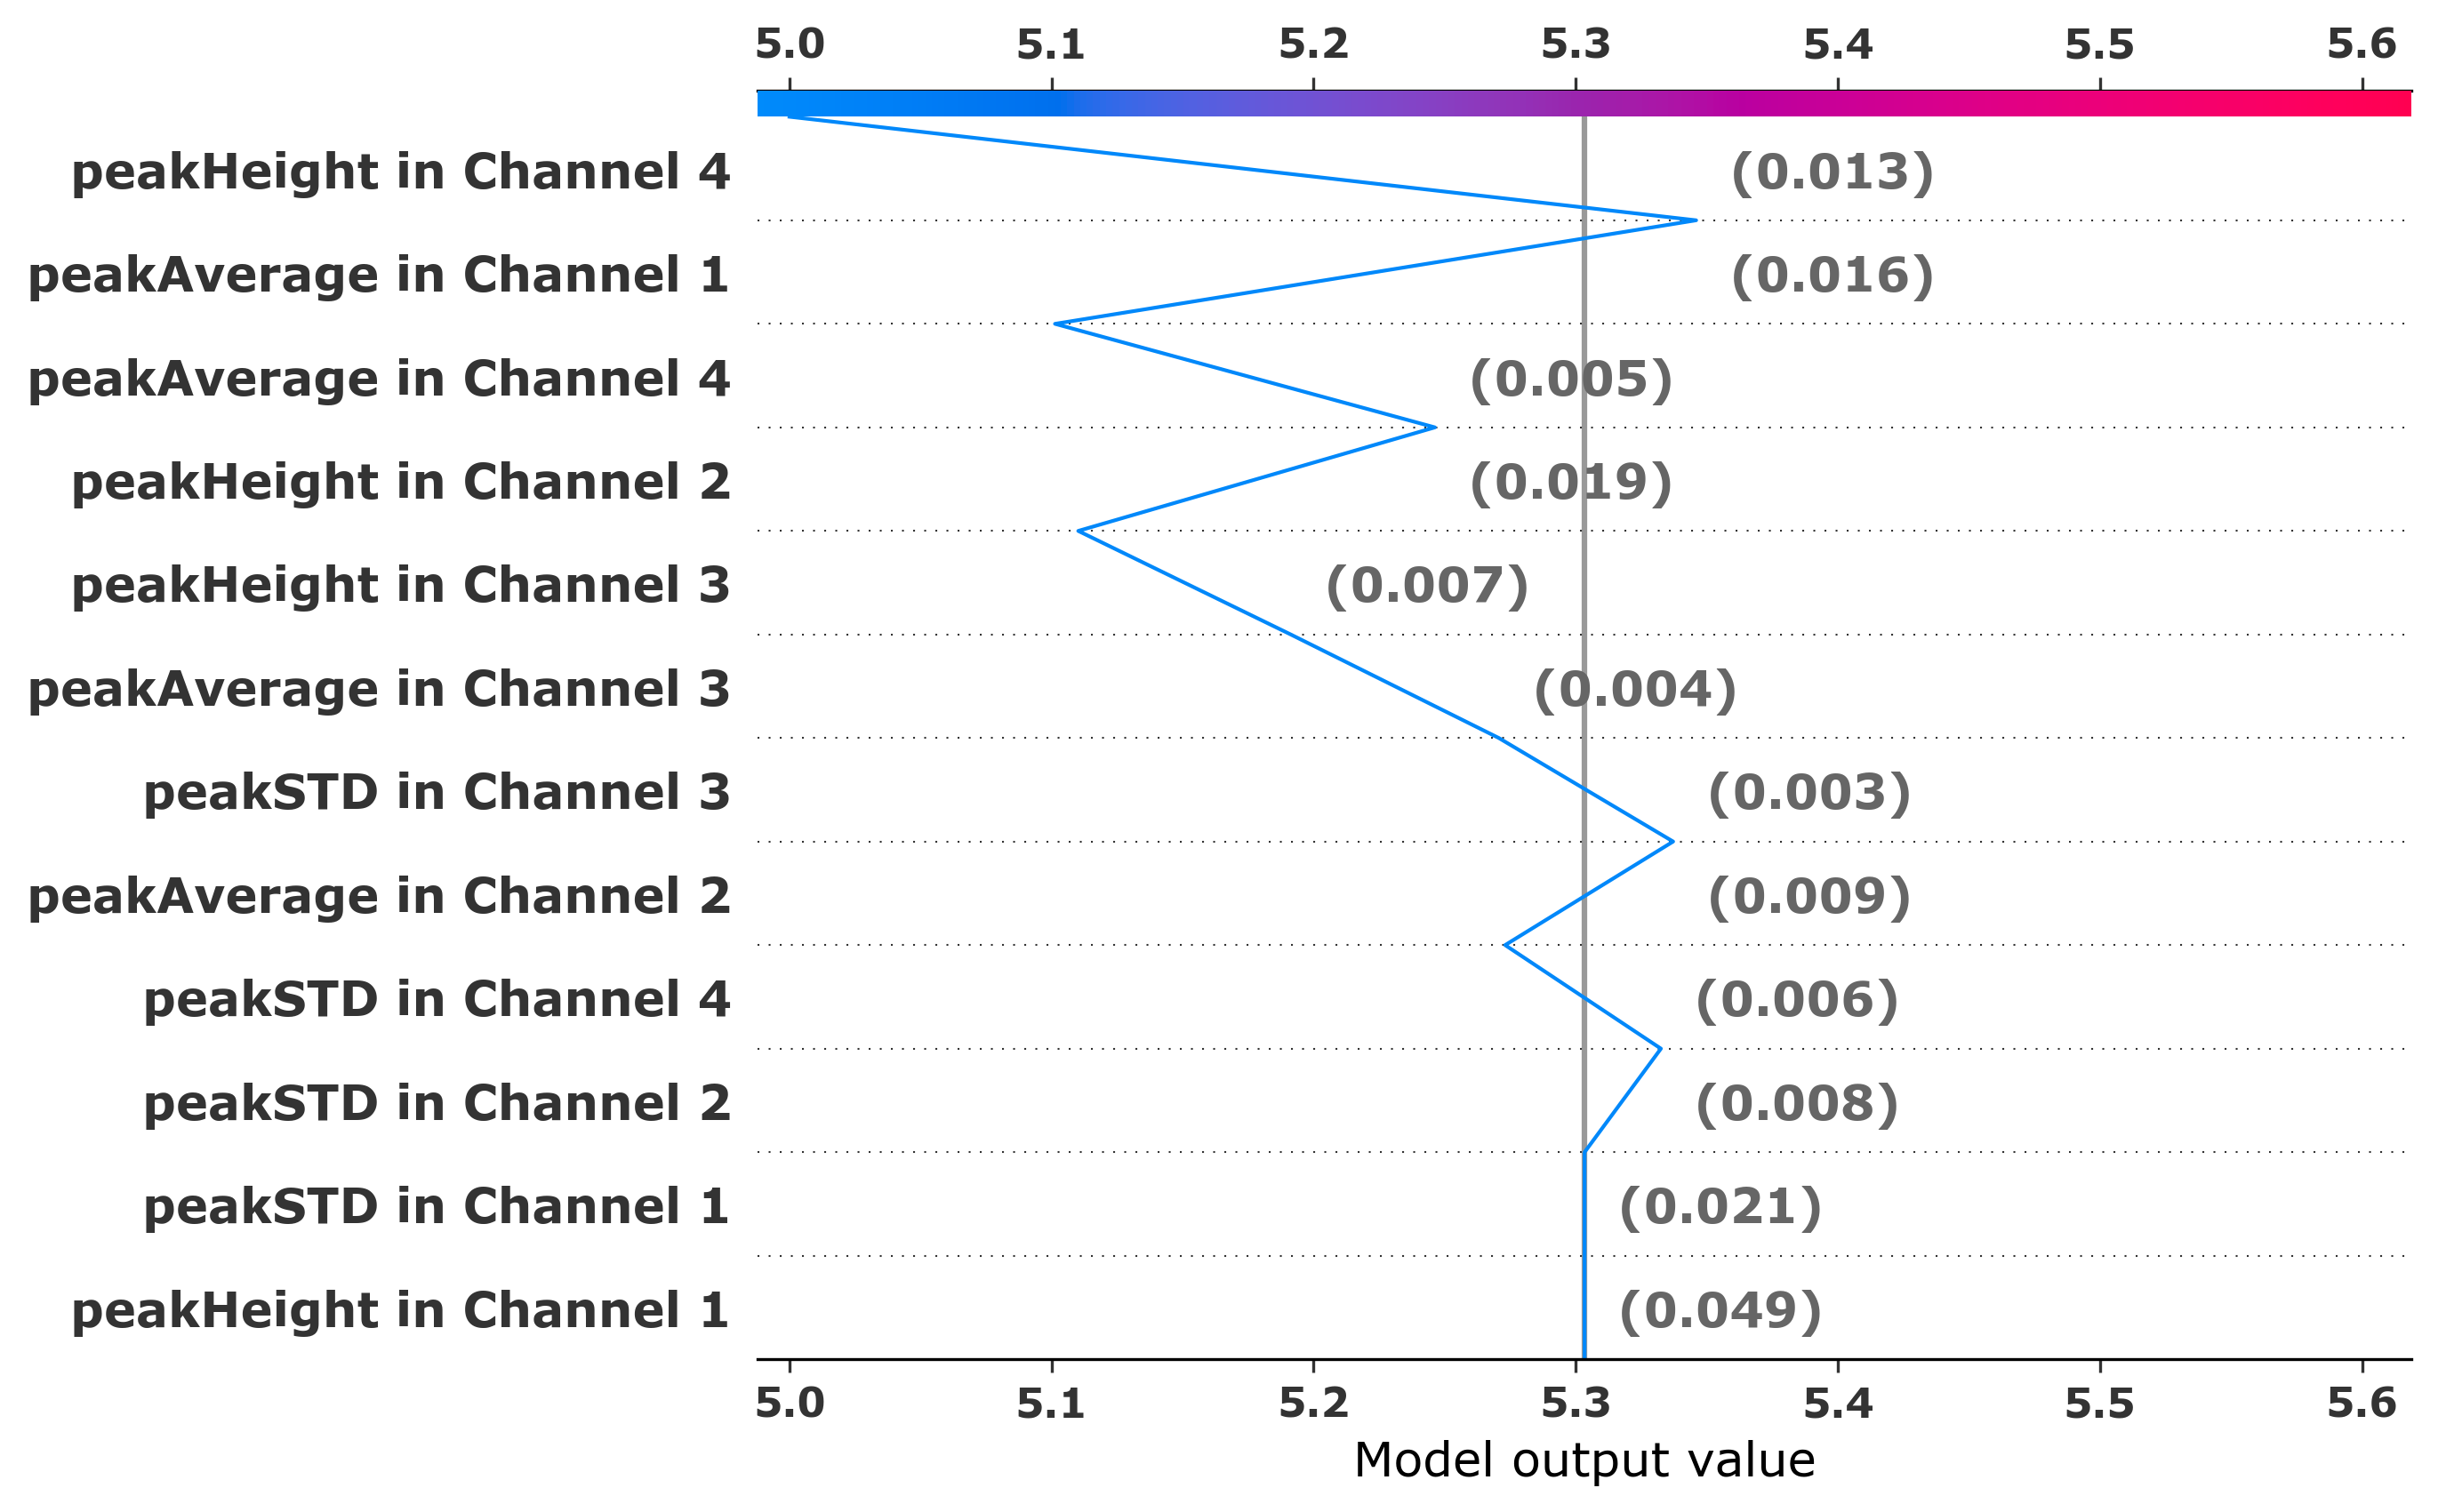 5.0 5.1 5.2 5.3 5.4 5.5 5.6
peakHeight in Channel 4 (0.013)
peakAverage in Channel 1 (0.016)
peakAverage in Channel 4 (0.005)
peakHeight in Channel 2 (0.019)
peakHeight in Channel 3 (0.007)
peakAverage in Channel 3 (0.004)
peakSTD in Channel 3 (0.003)
peakAverage in Channel 2 (0.009)
peakSTD in Channel 4 (0.006)
peakSTD in Channel 2 (0.008)
peakSTD in Channel 1 (0.021)
peakHeight in Channel 1 (0.049)
5.0 5.1 5.2 5.3 5.4 5.5 5.6
Model output value